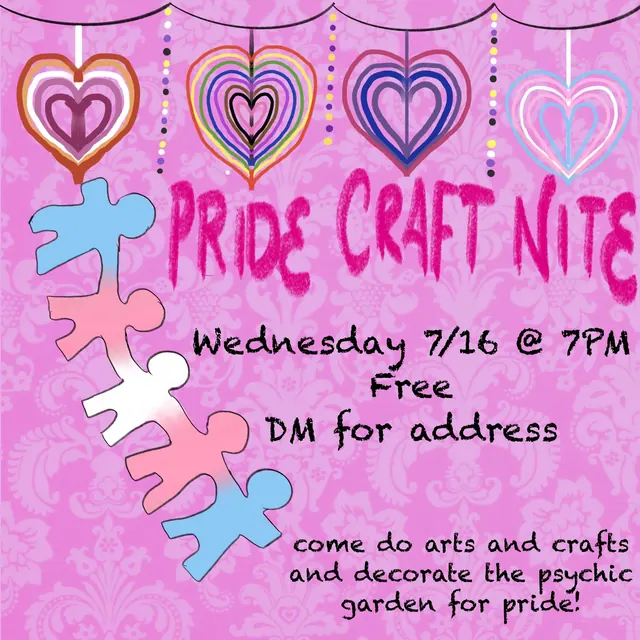 PRIDE CRAFT NITE
Wednesday 7/16 @ 7PM
Free
DM for address
come do arts and crafts
and decorate the psychic
garden for pride!